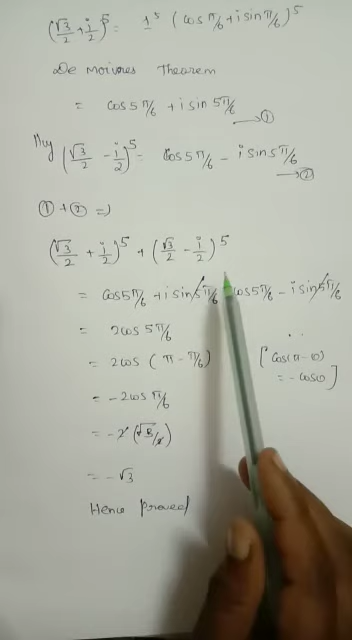 (√3/2 + i/2)^5 = 1^5 (cos π/6 + i sin π/6)^5
De moivres Theorem
= cos 5π/6 + i sin 5π/6 → ①
|||ly (√3/2 - i/2)^5 = cos 5π/6 - i sin 5π/6 → ②
① + ② =)
(√3/2 + i/2)^5 + (√3/2 - i/2)^5
= cos 5π/6 + i sin 5π/6 cos 5π/6 - i sin 5π/6
= 2cos 5π/6
= 2cos (π - π/6) [Cos(π-θ)
= -2cos π/6 = -cosθ]
= -2 (√3/2)
= -√3
Hence Proved